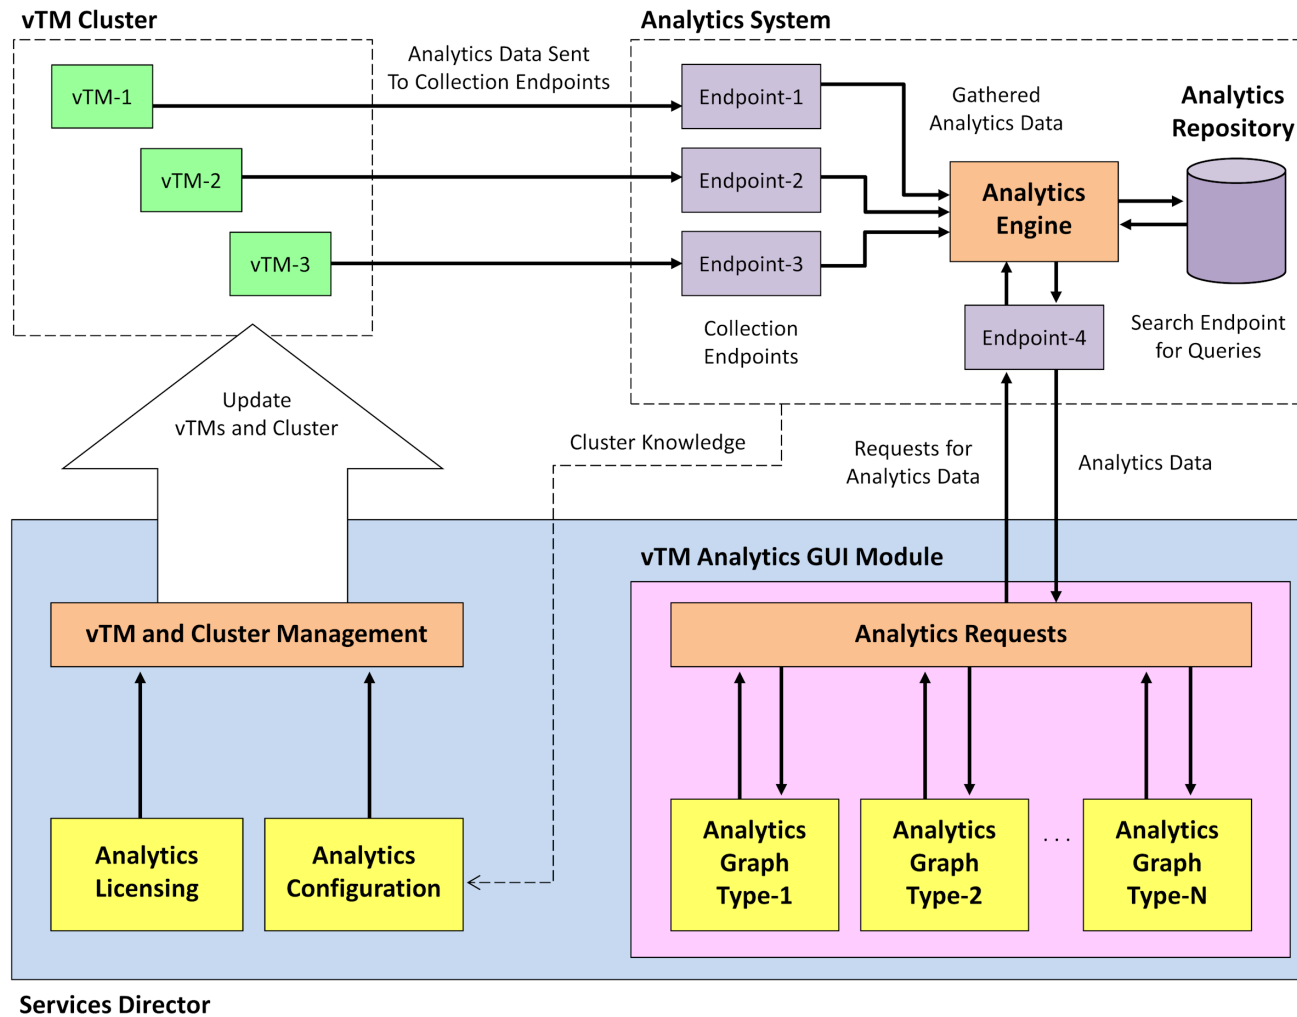 vTM Cluster
Analytics System
Analytics Data Sent
To Collection Endpoints
vTM-1
vTM-2
vTM-3
Endpoint-1
Endpoint-2
Endpoint-3
Collection
Endpoints
Gathered
Analytics Data
Analytics
Repository
Analytics
Engine
Endpoint-4
Search Endpoint
for Queries
Update
vTMs and Cluster
Cluster Knowledge
Requests for
Analytics Data
Analytics Data
vTM Analytics GUI Module
vTM and Cluster Management
Analytics Requests
Analytics
Licensing
Analytics
Configuration
Analytics
Graph
Type-1
Analytics
Graph
Type-2
. . .
Analytics
Graph
Type-N
Services Director